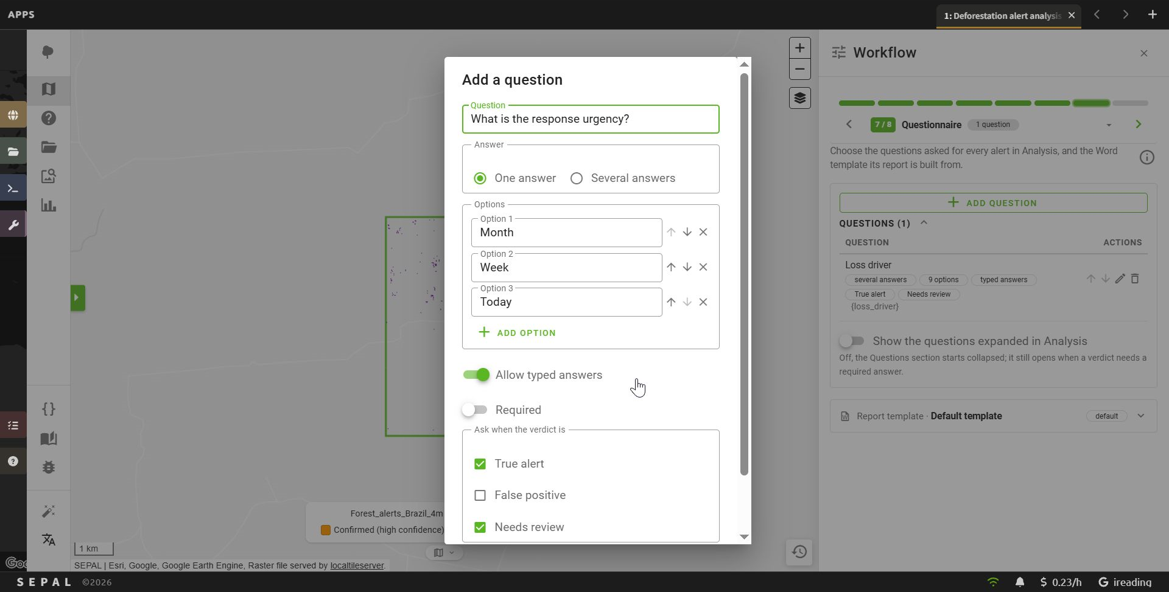 APPS
1: Deforestation alert analysis
Workflow
7 / 8 Questionnaire 1 question
Choose the questions asked for every alert in Analysis, and the Word
template its report is built from.
ADD QUESTION
QUESTIONS (1)
QUESTION ACTIONS
Loss driver
several answers 9 options typed answers
True alert Needs review
{loss_driver}
Show the questions expanded in Analysis
Off, the Questions section starts collapsed; it still opens when a verdict needs a
required answer.
Report template · Default template default
Add a question
Question
What is the response urgency?
Answer
One answer Several answers
Options
Option 1
Month
Option 2
Week
Option 3
Today
ADD OPTION
Allow typed answers
Required
Ask when the verdict is
True alert
False positive
Needs review
Forest_alerts_Brazil_4m
Confirmed (high confidence)
1 km
SEPAL | Esri, Google, Google Earth Engine, Raster file served by localtileserver.
SEPAL ©2026
$ 0.23/h
ireading